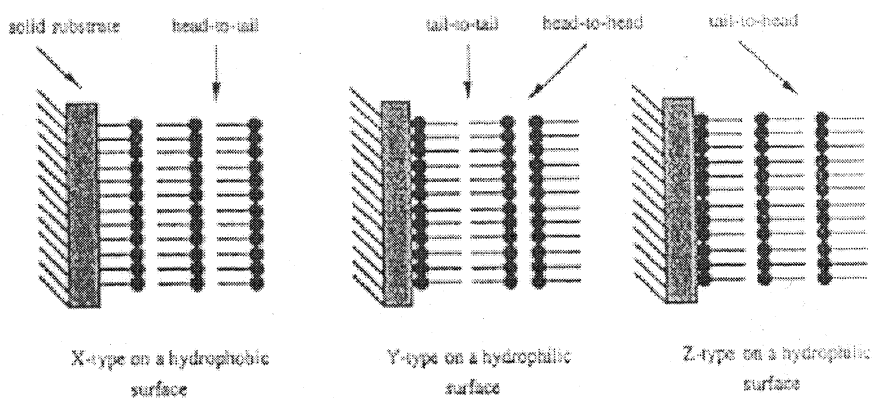 solid substrate
head-to-tail
tail-to-tail
head-to-head
tail-to-head
X-type on a hydrophobic
surface
Y-type on a hydrophilic
surface
Z-type on a hydrophilic
surface